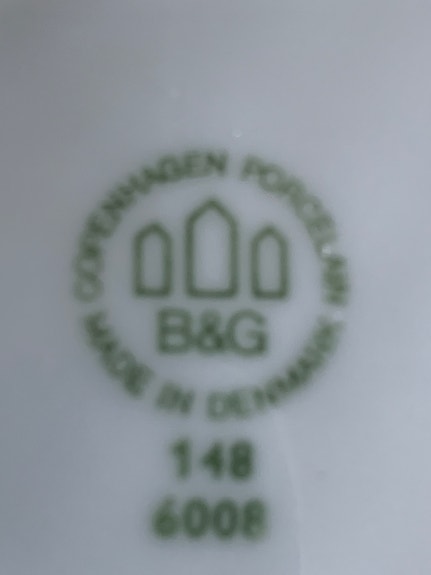 COPENHAGEN PORCELAIN
B&G
MADE IN DENMARK
148
6008